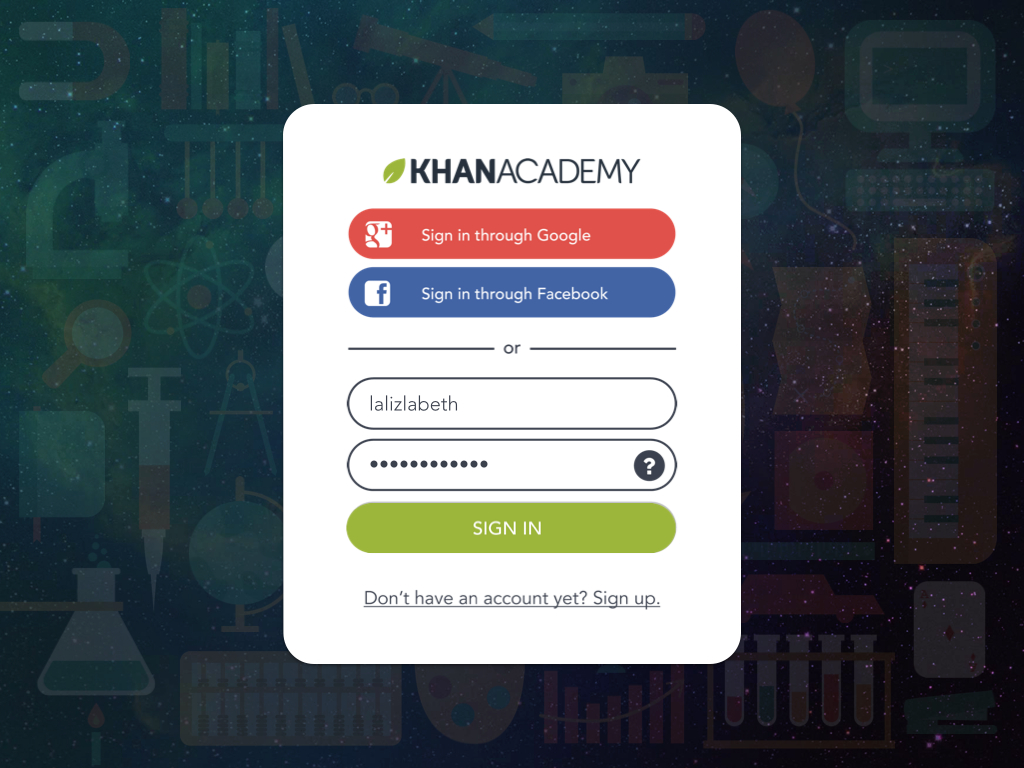 KHANACADEMY
g+ Sign in through Google
f Sign in through Facebook
or
lalizlabeth
•••••••••••• ?
SIGN IN
Don't have an account yet? Sign up.